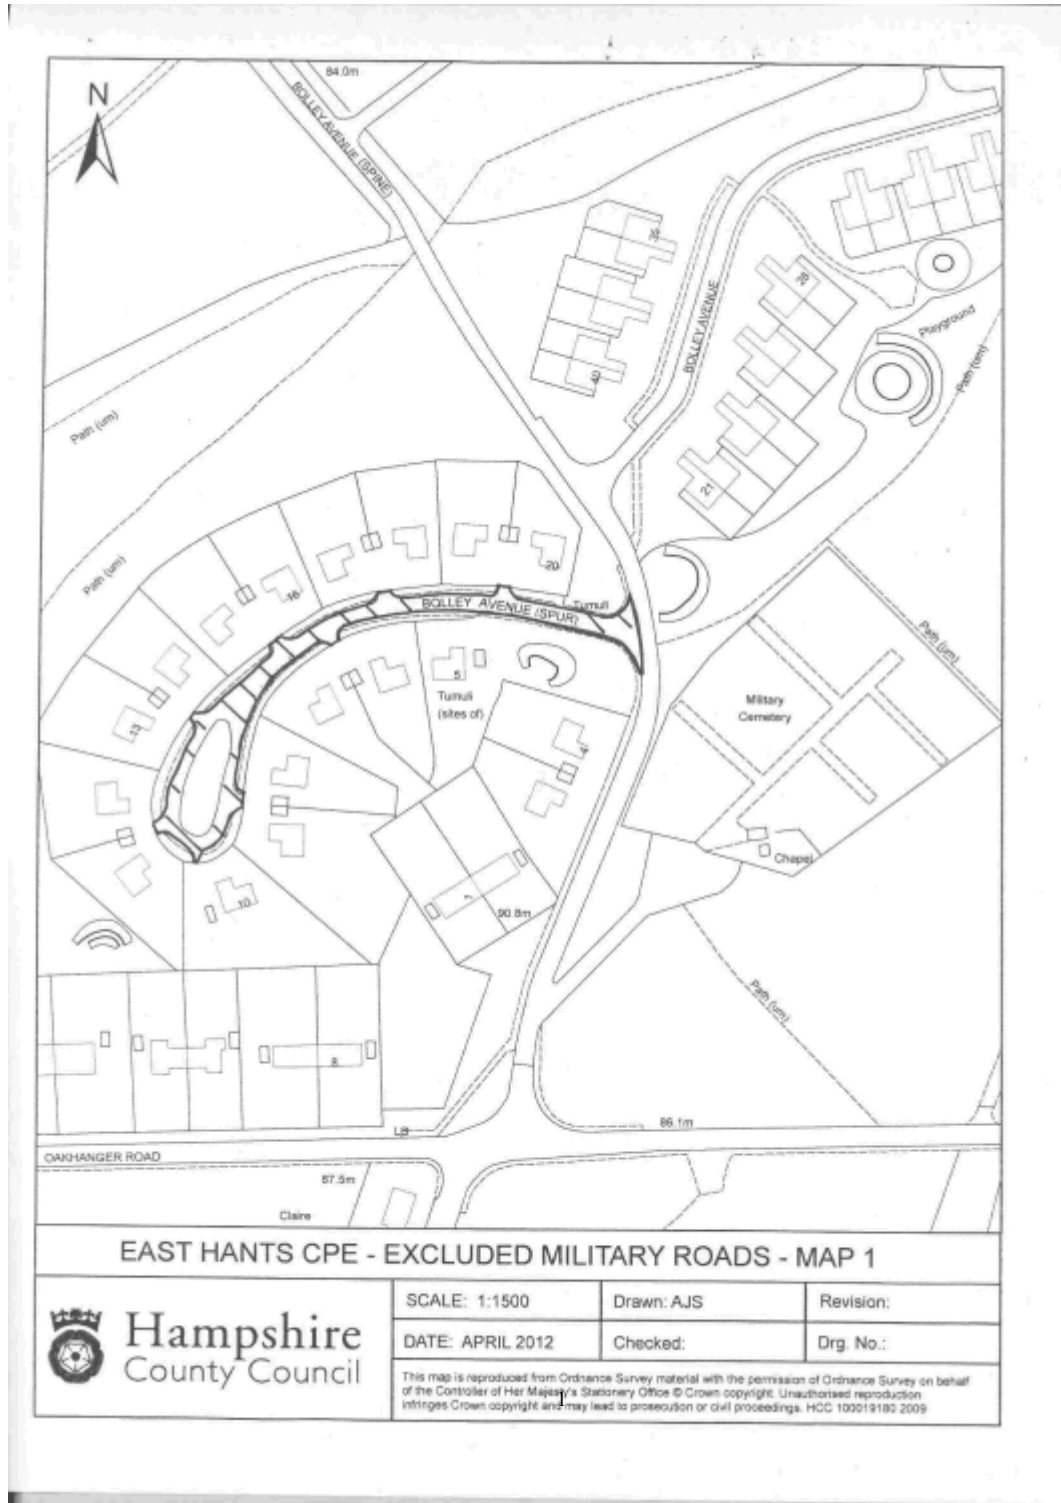 N
84.0m
BOLLEY AVENUE (SPINE)
35
28
BOLLEY AVENUE
Playground
Path (um)
40
Path (um)
21
Path (um)
20
16
BOLLEY AVENUE (SPUR)
Tumuli
Path (um)
5
Tumuli
(sites of)
Military
Cemetery
13
4
Chapel
10
7
90.8m
Path (um)
8
LB
86.1m
OAKHANGER ROAD
87.5m
Claire
EAST HANTS CPE - EXCLUDED MILITARY ROADS - MAP 1
Hampshire
County Council
SCALE: 1:1500
Drawn: AJS
Revision:
DATE: APRIL 2012
Checked:
Drg. No.:
This map is reproduced from Ordnance Survey material with the permission of Ordnance Survey on behalf
of the Controller of Her Majesty's Stationery Office © Crown copyright. Unauthorised reproduction
infringes Crown copyright and may lead to prosecution or civil proceedings. HCC 100019180 2009